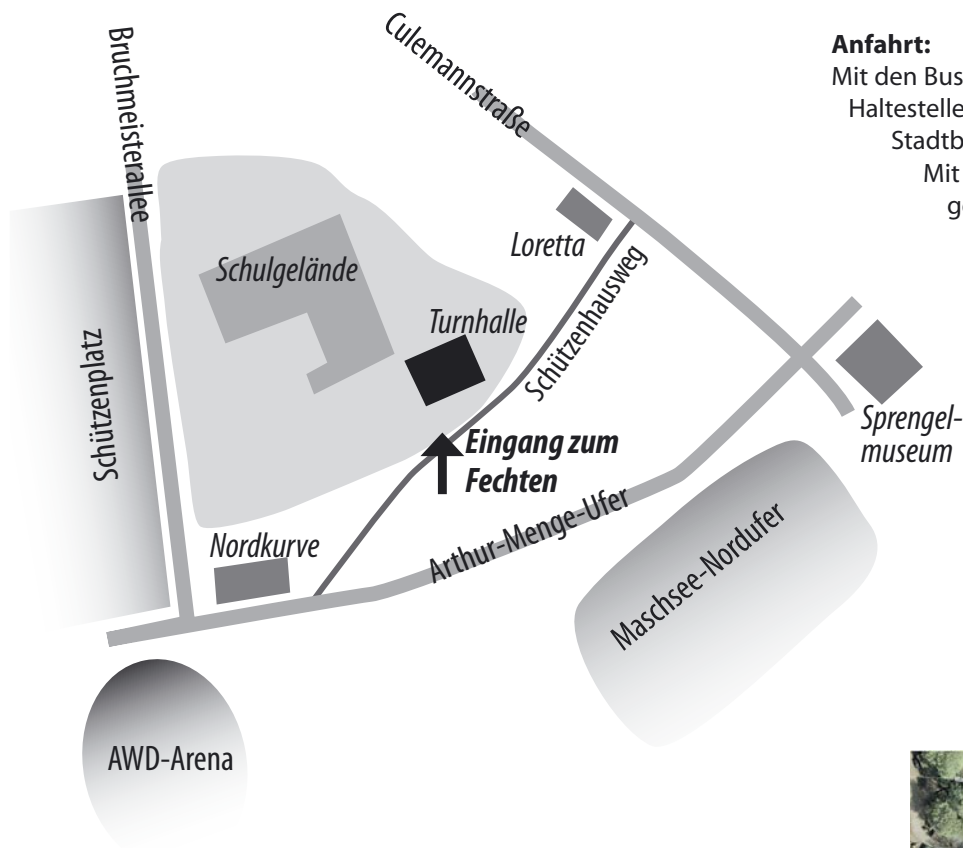 Bruchmeisterallee
Culemannstraße
Anfahrt:
Mit den Bus
Haltestelle
Stadtb
Mit
Loretta
Schulgelände
Schützenhausweg
Turnhalle
Schützenplatz
Sprengel-
museum
Eingang zum
Fechten
Arthur-Menge-Ufer
Nordkurve
Maschsee-Nordufer
AWD-Arena